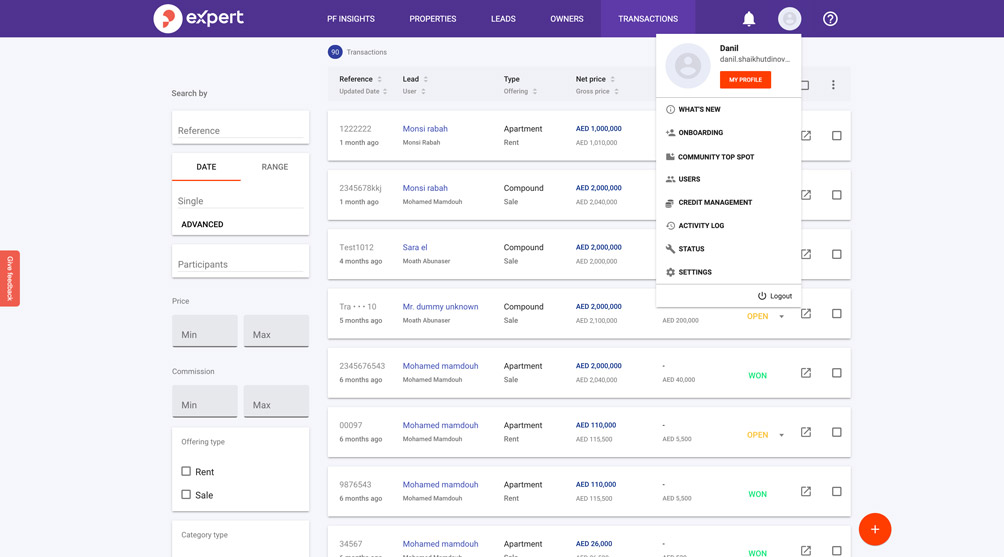 expert
PF INSIGHTS
PROPERTIES
LEADS
OWNERS
TRANSACTIONS
90 Transactions
Danil
danil.shaikhutdinov...
MY PROFILE
WHAT'S NEW
ONBOARDING
COMMUNITY TOP SPOT
USERS
CREDIT MANAGEMENT
ACTIVITY LOG
STATUS
SETTINGS
Logout
Give feedback
Search by
Reference
DATE RANGE
Single
ADVANCED
Participants
Price
Min Max
Commission
Min Max
Offering type
Rent
Sale
Category type
Reference Lead Type Net price
Updated Date User Offering Gross price
1222222 Monsi rabah Apartment AED 1,000,000
1 month ago Monsi Rabah Rent AED 1,010,000
2345678kkj Monsi rabah Compound AED 2,000,000
1 month ago Mohamed Mamdouh Sale AED 2,040,000
Test1012 Sara el Compound AED 2,000,000
4 months ago Moath Abunaser Sale AED 2,000,000
Tra • • • 10 Mr. dummy unknown Compound AED 2,000,000
5 months ago Moath Abunaser Sale AED 2,100,000 AED 200,000 OPEN
2345676543 Mohamed mamdouh Apartment AED 2,000,000 -
6 months ago Mohamed Mamdouh Sale AED 2,040,000 AED 40,000 WON
00097 Mohamed mamdouh Apartment AED 110,000 -
6 months ago Mohamed Mamdouh Rent AED 115,500 AED 5,500 OPEN
9876543 Mohamed mamdouh Apartment AED 110,000 -
6 months ago Mohamed Mamdouh Rent AED 115,500 AED 5,500 WON
34567 Mohamed mamdouh Apartment AED 26,000 -
WON